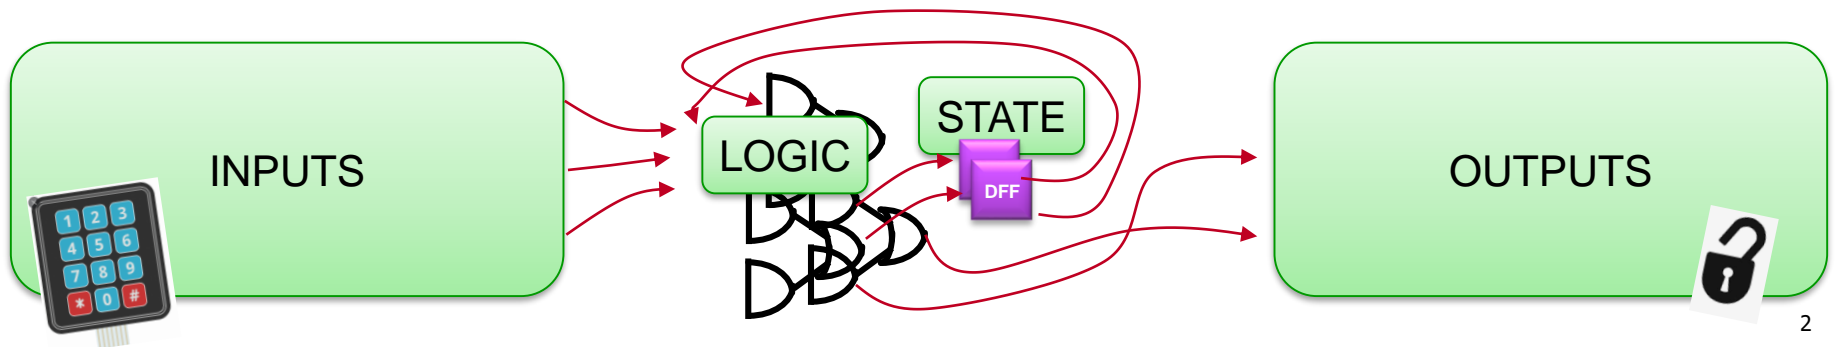 INPUTS
1 2 3
4 5 6
7 8 9
* 0 #
LOGIC
STATE
DFF
OUTPUTS
2